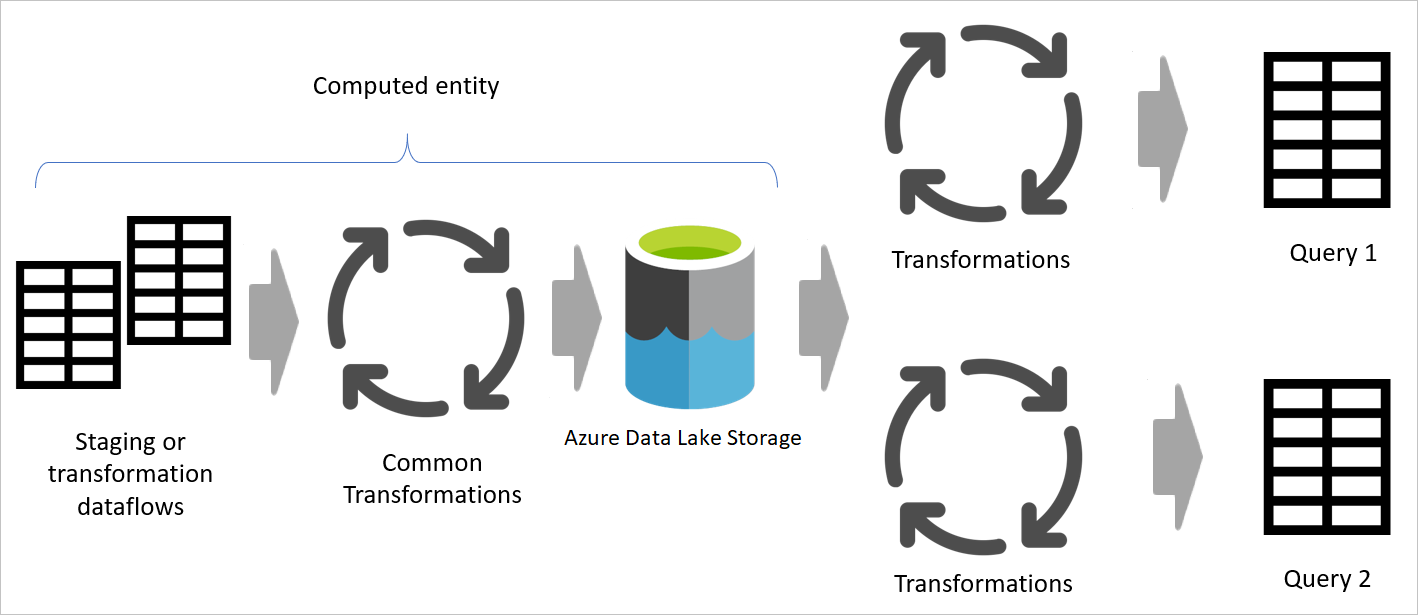 Computed entity
Staging or
transformation
dataflows
Common
Transformations
Azure Data Lake Storage
Transformations
Query 1
Transformations
Query 2